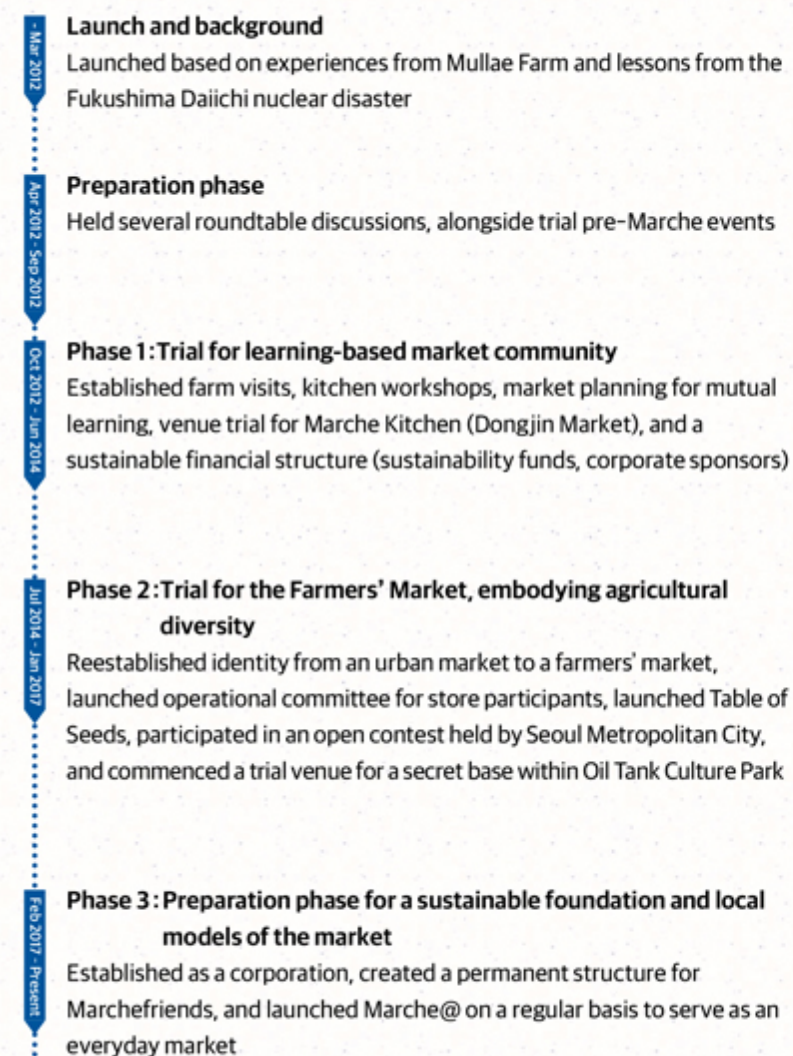 - Mar 2012
Launch and background
Launched based on experiences from Mullae Farm and lessons from the
Fukushima Daiichi nuclear disaster
Apr 2012 - Sep 2012
Preparation phase
Held several roundtable discussions, alongside trial pre-Marche events
Oct 2012 - Jun 2014
Phase 1: Trial for learning-based market community
Established farm visits, kitchen workshops, market planning for mutual
learning, venue trial for Marche Kitchen (Dongjin Market), and a
sustainable financial structure (sustainability funds, corporate sponsors)
Jul 2014 - Jan 2017
Phase 2: Trial for the Farmers' Market, embodying agricultural
diversity
Reestablished identity from an urban market to a farmers' market,
launched operational committee for store participants, launched Table of
Seeds, participated in an open contest held by Seoul Metropolitan City,
and commenced a trial venue for a secret base within Oil Tank Culture Park
Feb 2017 - Present
Phase 3: Preparation phase for a sustainable foundation and local
models of the market
Established as a corporation, created a permanent structure for
Marchefriends, and launched Marche@ on a regular basis to serve as an
everyday market